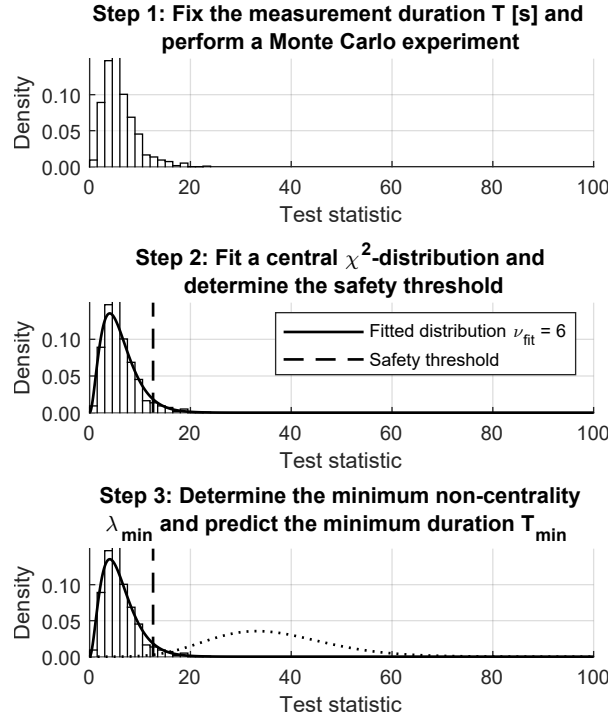 Step 1: Fix the measurement duration T [s] and
perform a Monte Carlo experiment
Density
0.10
0.05
0.00
0 20 40 60 80 100
Test statistic
Step 2: Fit a central χ²-distribution and
determine the safety threshold
Density
0.10
0.05
0.00
Fitted distribution ν_fit = 6
Safety threshold
0 20 40 60 80 100
Test statistic
Step 3: Determine the minimum non-centrality
λ_min and predict the minimum duration T_min
Density
0.10
0.05
0.00
0 20 40 60 80 100
Test statistic